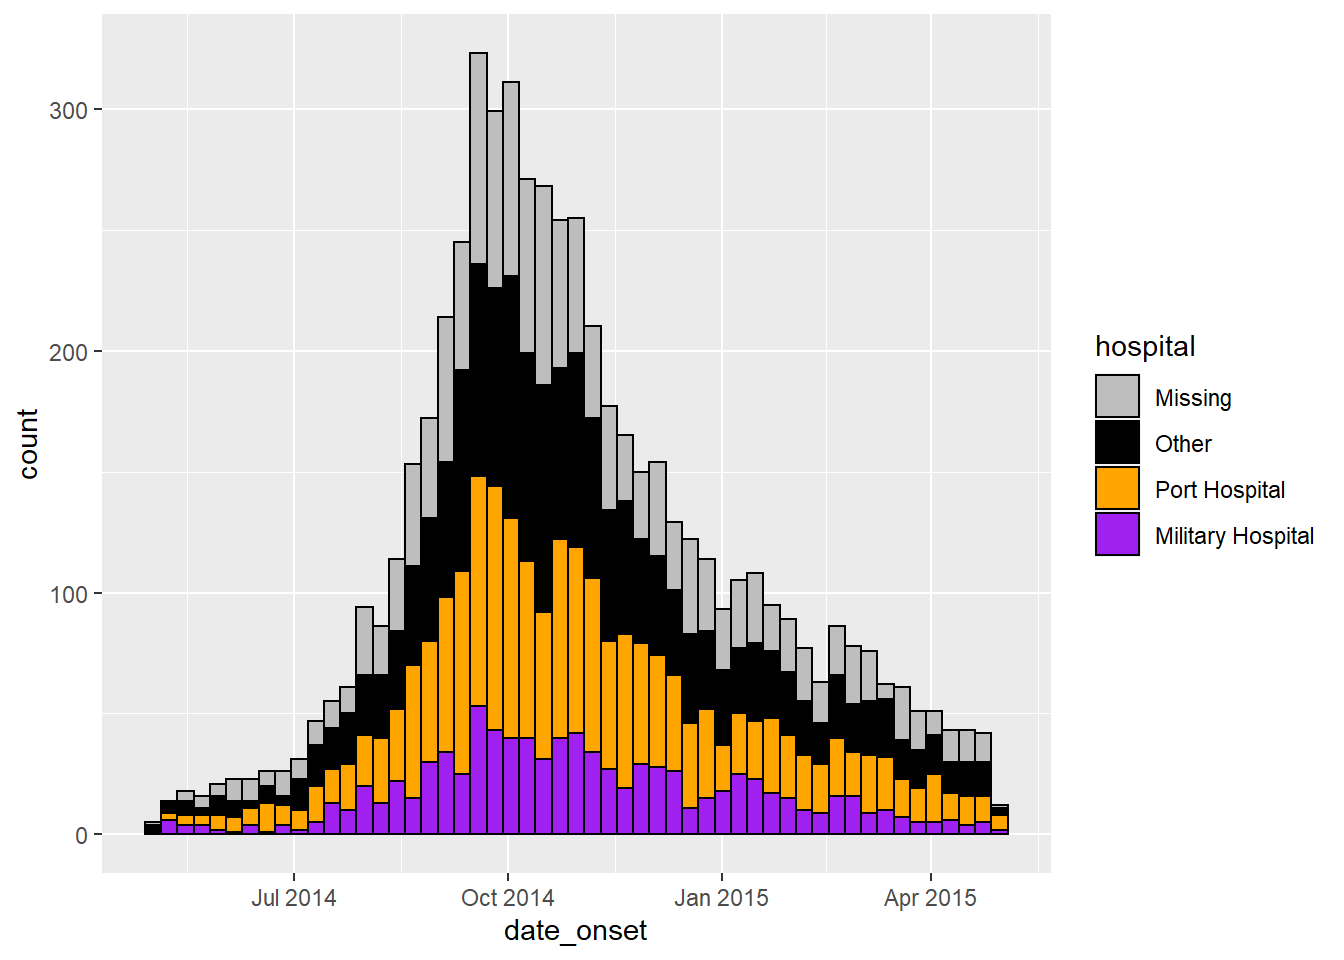 300
200
100
0
count
Jul 2014
Oct 2014
Jan 2015
Apr 2015
date_onset
hospital
Missing
Other
Port Hospital
Military Hospital